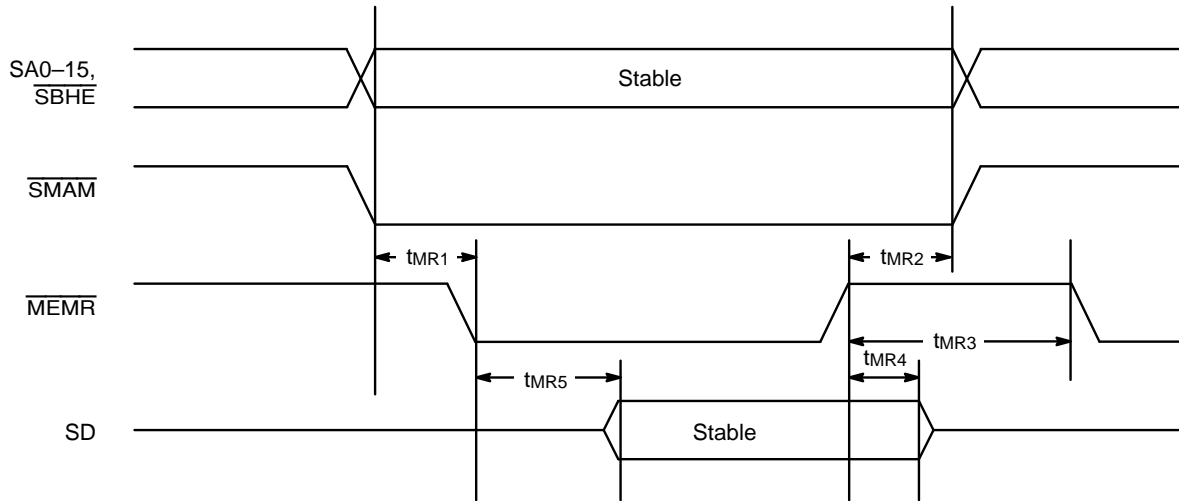 SA0–15,
SBHE
Stable
SMAM
tMR1
tMR2
MEMR
tMR3
tMR4
tMR5
SD
Stable